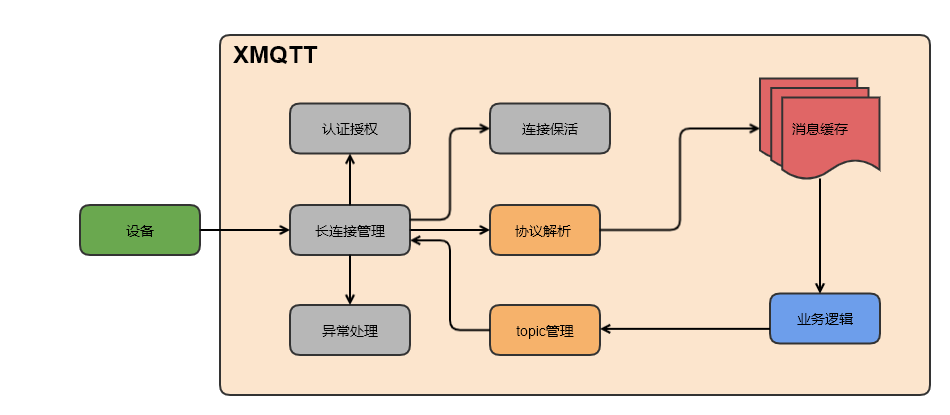 XMQTT
认证授权
连接保活
消息缓存
设备
长连接管理
协议解析
异常处理
topic管理
业务逻辑